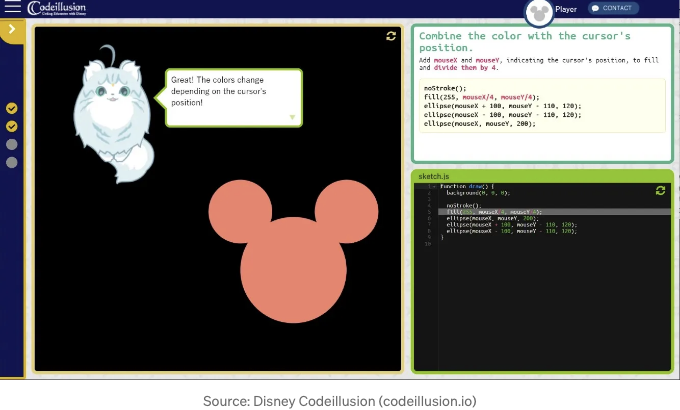 Codeillusion
Coding Education with Disney
Player
CONTACT
Great! The colors change
depending on the cursor's
position!
Combine the color with the cursor's
position.
Add mouseX and mouseY, indicating the cursor's position, to fill
and divide them by 4.
noStroke();
fill(255, mouseX/4, mouseY/4);
ellipse(mouseX + 100, mouseY - 110, 120);
ellipse(mouseX - 100, mouseY - 110, 120);
ellipse(mouseX, mouseY, 200);
sketch.js
1 function draw() {
2 background(0, 0, 0);
3
4 noStroke();
5 fill(255, mouseX/4, mouseY/4);
6 ellipse(mouseX, mouseY, 200);
7 ellipse(mouseX + 100, mouseY - 110, 120);
8 ellipse(mouseX - 100, mouseY - 110, 120);
9 }
10
Source: Disney Codeillusion (codeillusion.io)